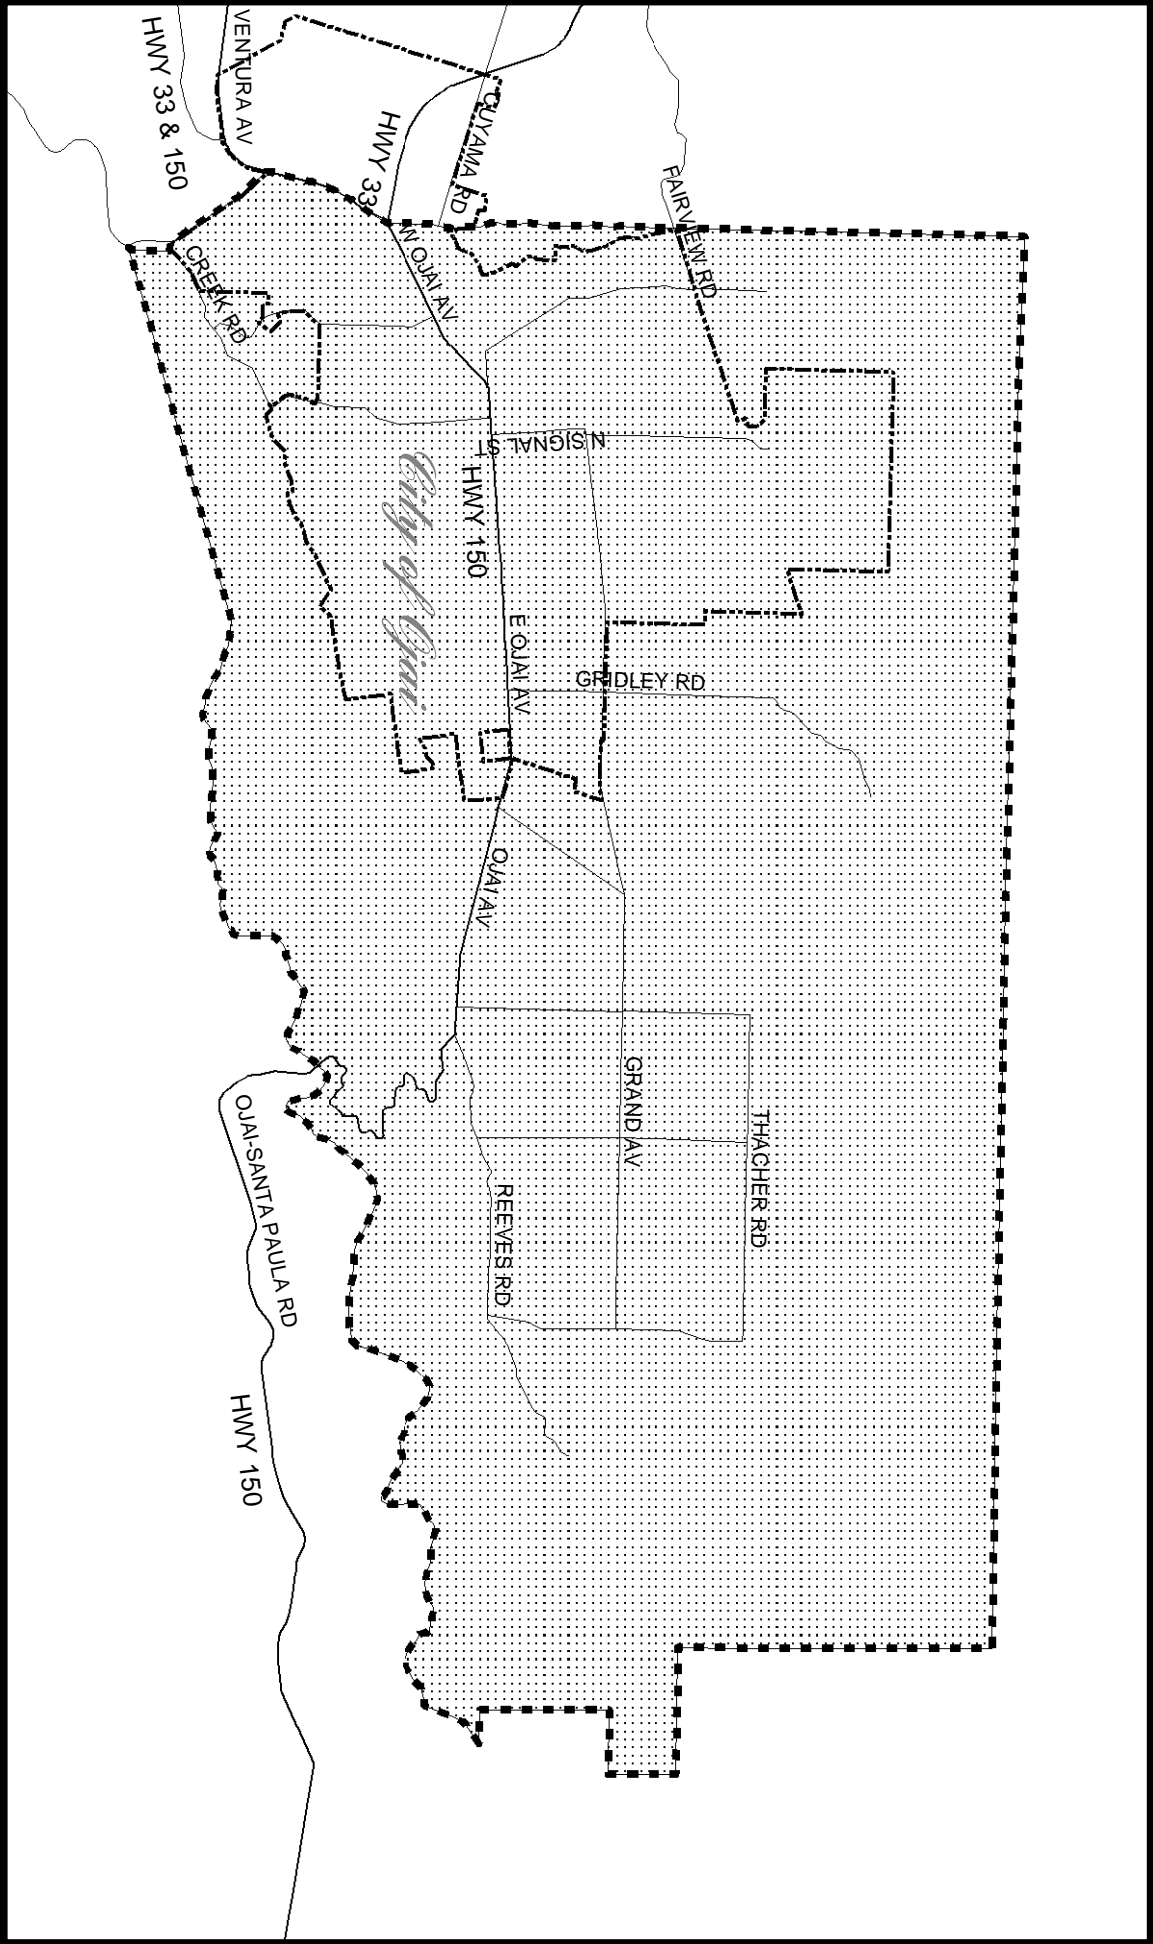 HWY 33 & 150
VENTURA AV
HWY 33
CUYAMA RD
FAIRVIEW RD
W OJAI AV
CREEK RD
N SIGNAL ST
HWY 150
City of Ojai
E OJAI AV
GRIDLEY RD
OJAI AV
GRAND AV
THACHER RD
REEVES RD
OJAI-SANTA PAULA RD
HWY 150